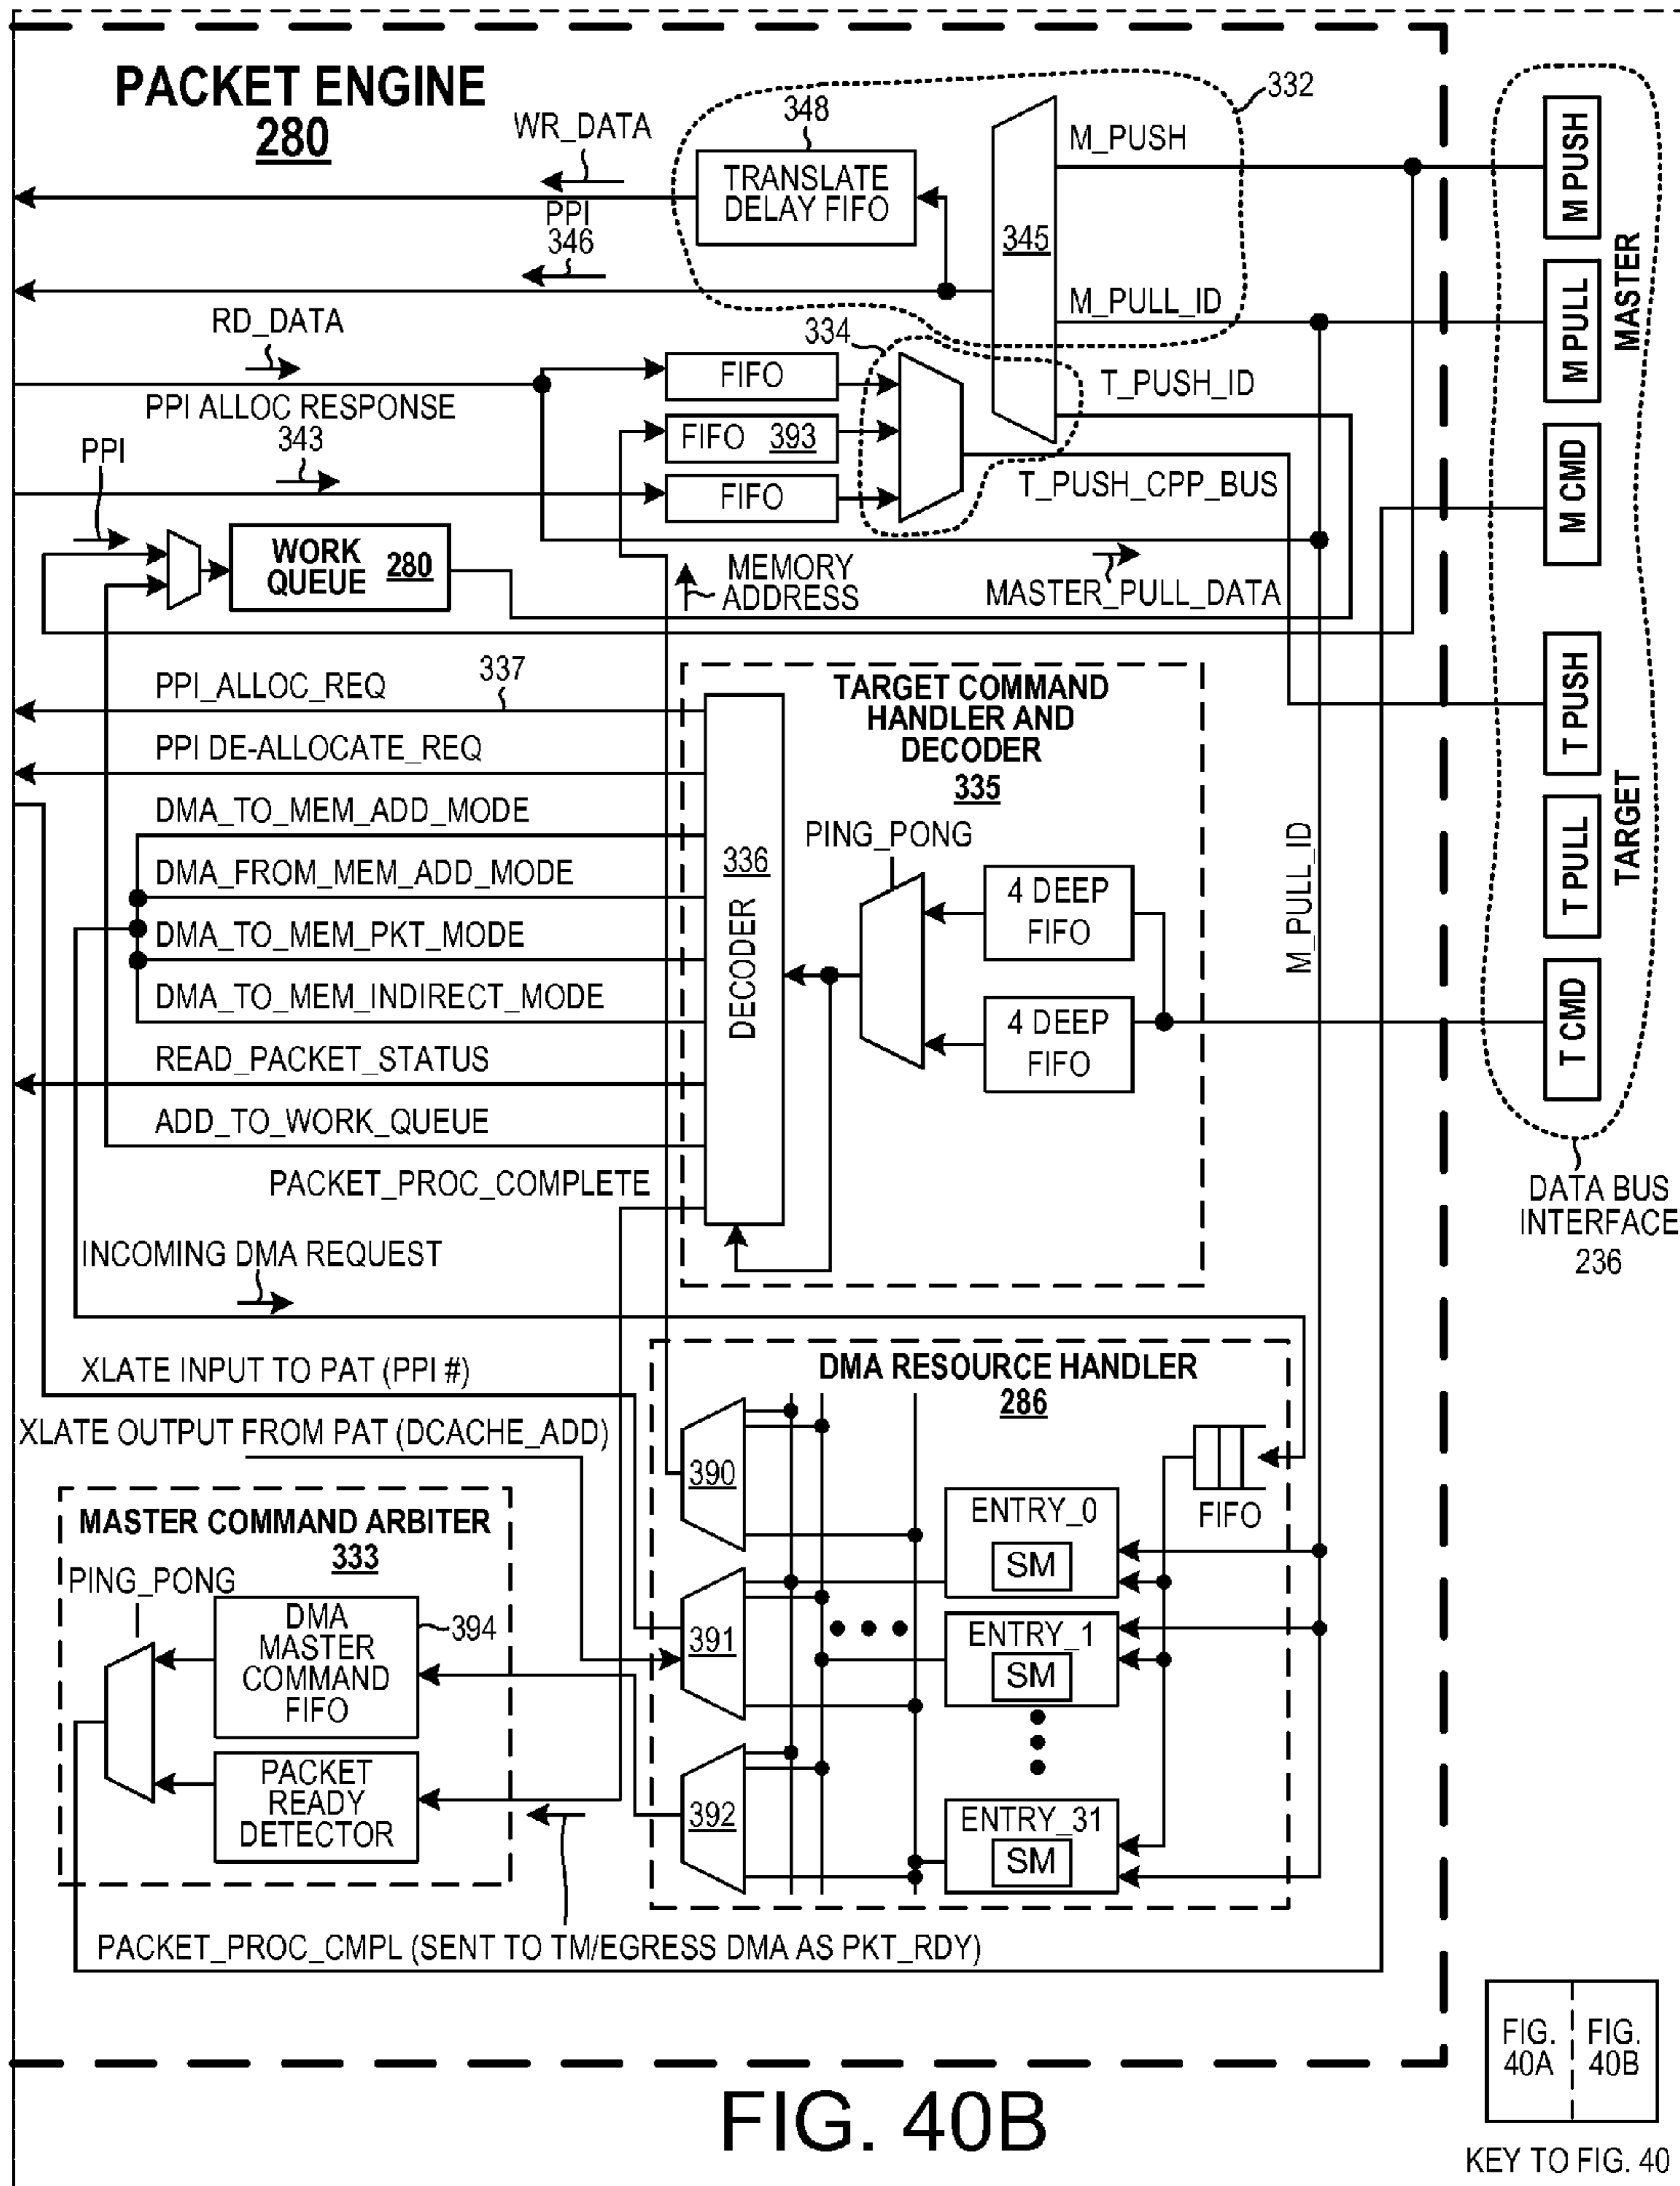 PACKET ENGINE
280
WR_DATA
348
332
TRANSLATE
DELAY FIFO
M_PUSH
345
PPI
346
M_PULL_ID
RD_DATA
334
FIFO
T_PUSH_ID
PPI ALLOC RESPONSE
343
FIFO 393
FIFO
T_PUSH_CPP_BUS
PPI
WORK
QUEUE
280
MEMORY
ADDRESS
MASTER_PULL_DATA
M PUSH
M PULL
M CMD
MASTER
T PUSH
T PULL
T CMD
TARGET
DATA BUS
INTERFACE
236
PPI_ALLOC_REQ
337
PPI DE-ALLOCATE_REQ
DMA_TO_MEM_ADD_MODE
DMA_FROM_MEM_ADD_MODE
DMA_TO_MEM_PKT_MODE
DMA_TO_MEM_INDIRECT_MODE
READ_PACKET_STATUS
ADD_TO_WORK_QUEUE
PACKET_PROC_COMPLETE
TARGET COMMAND
HANDLER AND
DECODER
335
336
DECODER
PING_PONG
4 DEEP
FIFO
4 DEEP
FIFO
M_PULL_ID
INCOMING DMA REQUEST
XLATE INPUT TO PAT (PPI #)
XLATE OUTPUT FROM PAT (DCACHE_ADD)
DMA RESOURCE HANDLER
286
390
391
392
FIFO
ENTRY_0
SM
ENTRY_1
SM
ENTRY_31
SM
MASTER COMMAND ARBITER
333
PING_PONG
DMA
MASTER
COMMAND
FIFO
394
PACKET
READY
DETECTOR
PACKET_PROC_CMPL (SENT TO TM/EGRESS DMA AS PKT_RDY)
FIG. 40B
FIG.
40A
FIG.
40B
KEY TO FIG. 40